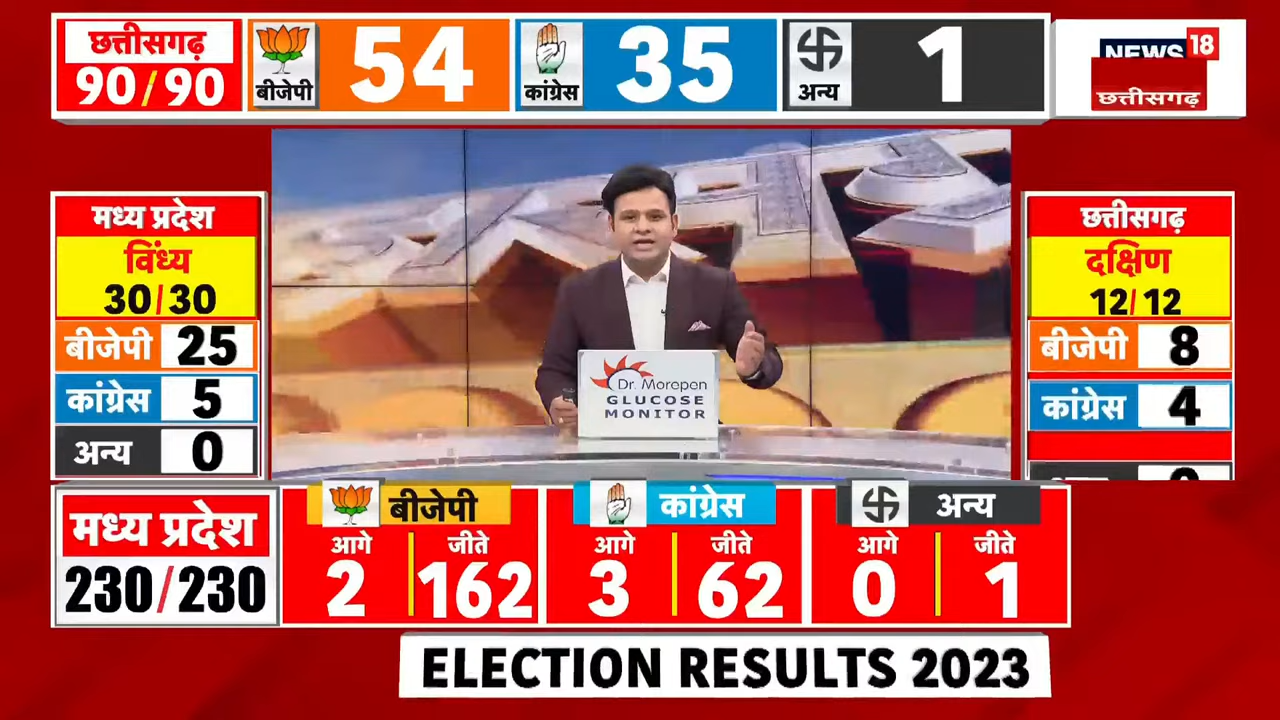 छत्तीसगढ़
90/90
बीजेपी
54
कांग्रेस
35
अन्य
1
NEWS 18
छत्तीसगढ़
मध्य प्रदेश
विंध्य
30/30
बीजेपी 25
कांग्रेस 5
अन्य 0
Dr. Morepen
GLUCOSE
MONITOR
छत्तीसगढ़
दक्षिण
12/12
बीजेपी 8
कांग्रेस 4
मध्य प्रदेश
230/230
बीजेपी
आगे जीते
2 162
कांग्रेस
आगे जीते
3 62
अन्य
आगे जीते
0 1
ELECTION RESULTS 2023